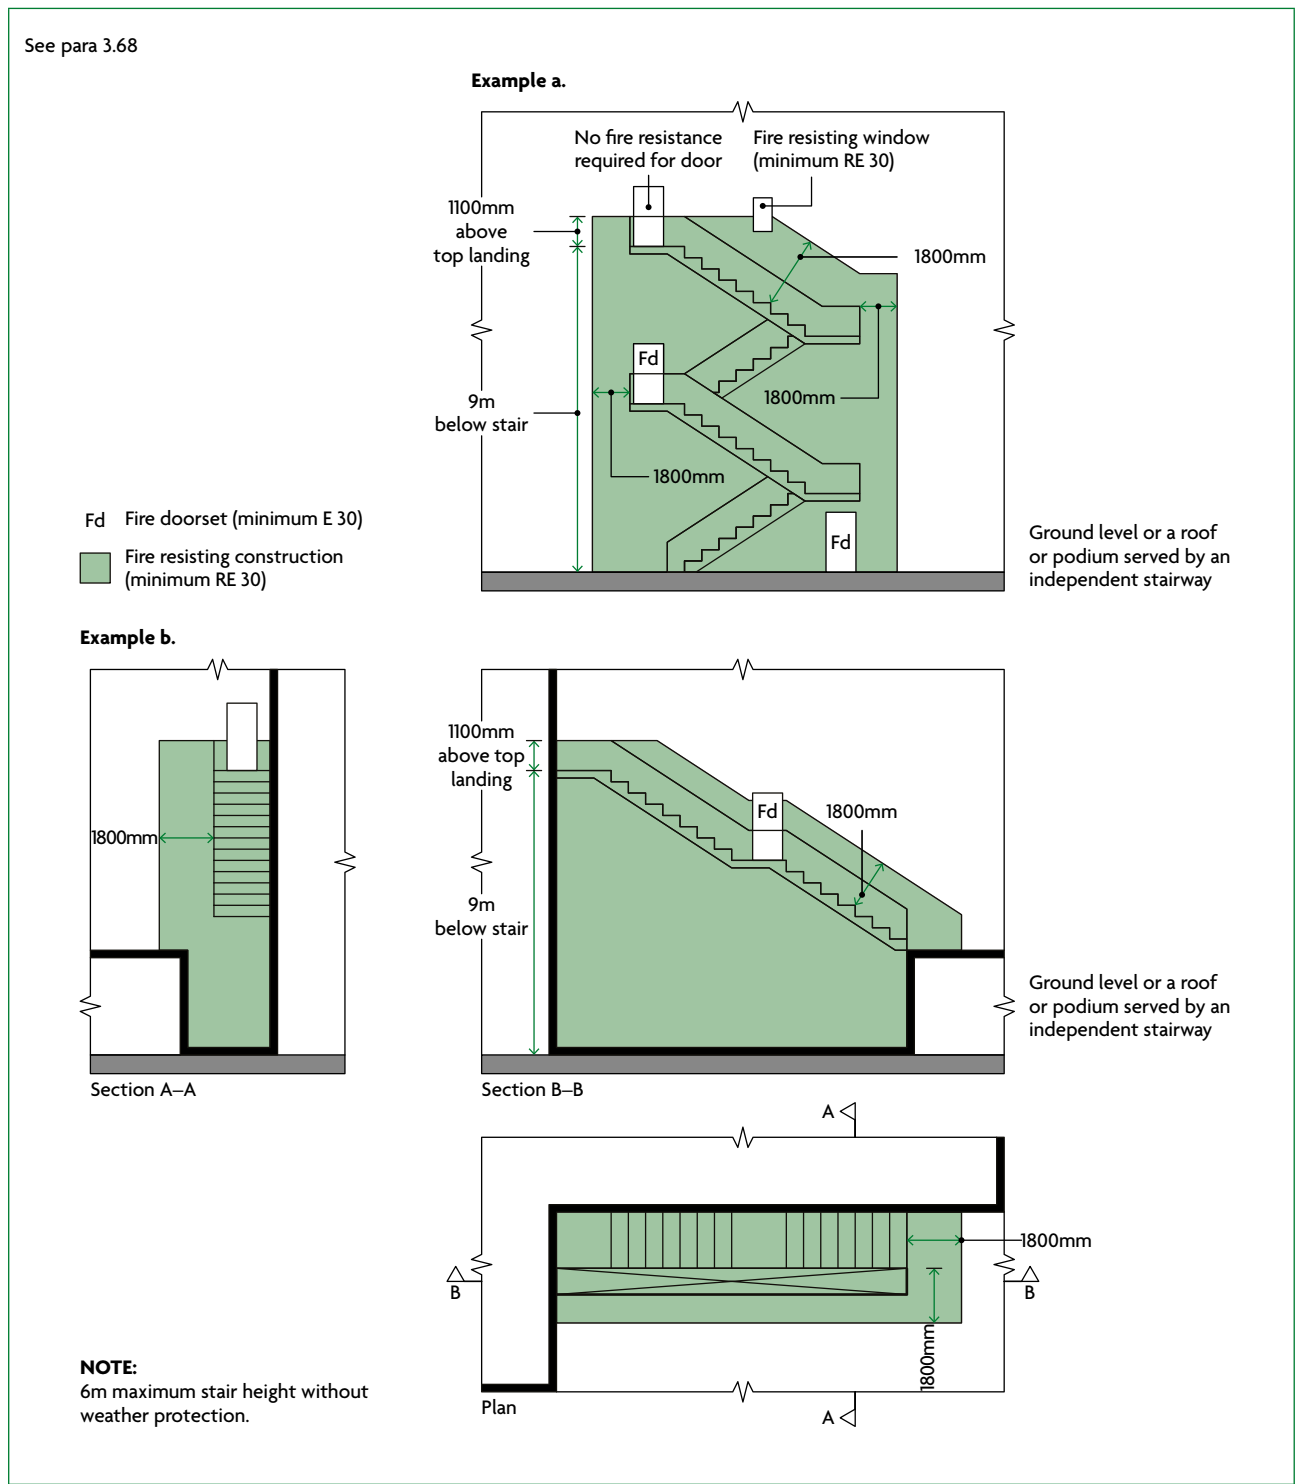 See para 3.68
Example a.
No fire resistance
required for door
Fire resisting window
(minimum RE 30)
1100mm
above
top landing
1800mm
Fd
9m
below stair
1800mm
1800mm
Fd
Fd Fire doorset (minimum E 30)
Fire resisting construction
(minimum RE 30)
Ground level or a roof
or podium served by an
independent stairway
Example b.
1800mm
Section A–A
1100mm
above top
landing
Fd
1800mm
9m
below stair
Ground level or a roof
or podium served by an
independent stairway
Section B–B
A
1800mm
B
B
1800mm
Plan
A
NOTE:
6m maximum stair height without
weather protection.